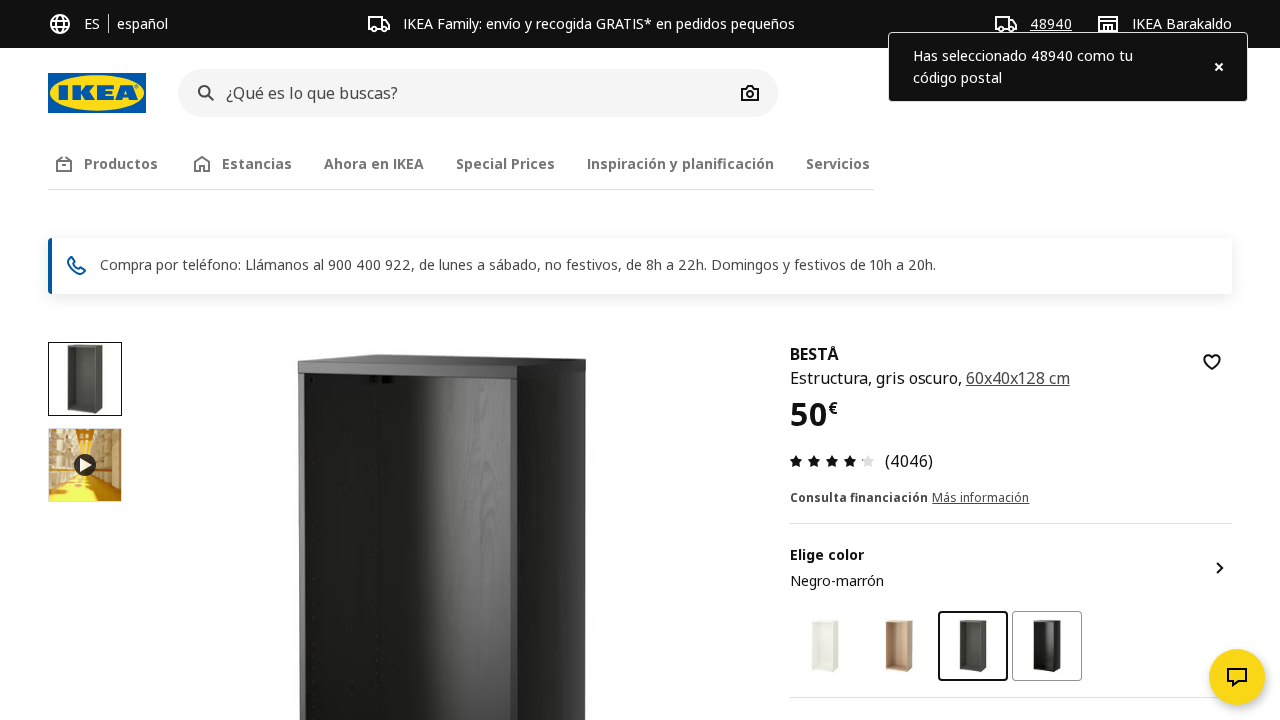 ES
español
IKEA Family: envío y recogida GRATIS* en pedidos pequeños
48940
IKEA Barakaldo
Has seleccionado 48940 como tu
código postal
IKEA
¿Qué es lo que buscas?
Productos
Estancias
Ahora en IKEA
Special Prices
Inspiración y planificación
Servicios
Compra por teléfono: Llámanos al 900 400 922, de lunes a sábado, no festivos, de 8h a 22h. Domingos y festivos de 10h a 20h.
BESTÅ
Estructura, gris oscuro, 60x40x128 cm
50€
(4046)
Consulta financiación Más información
Elige color
Negro-marrón